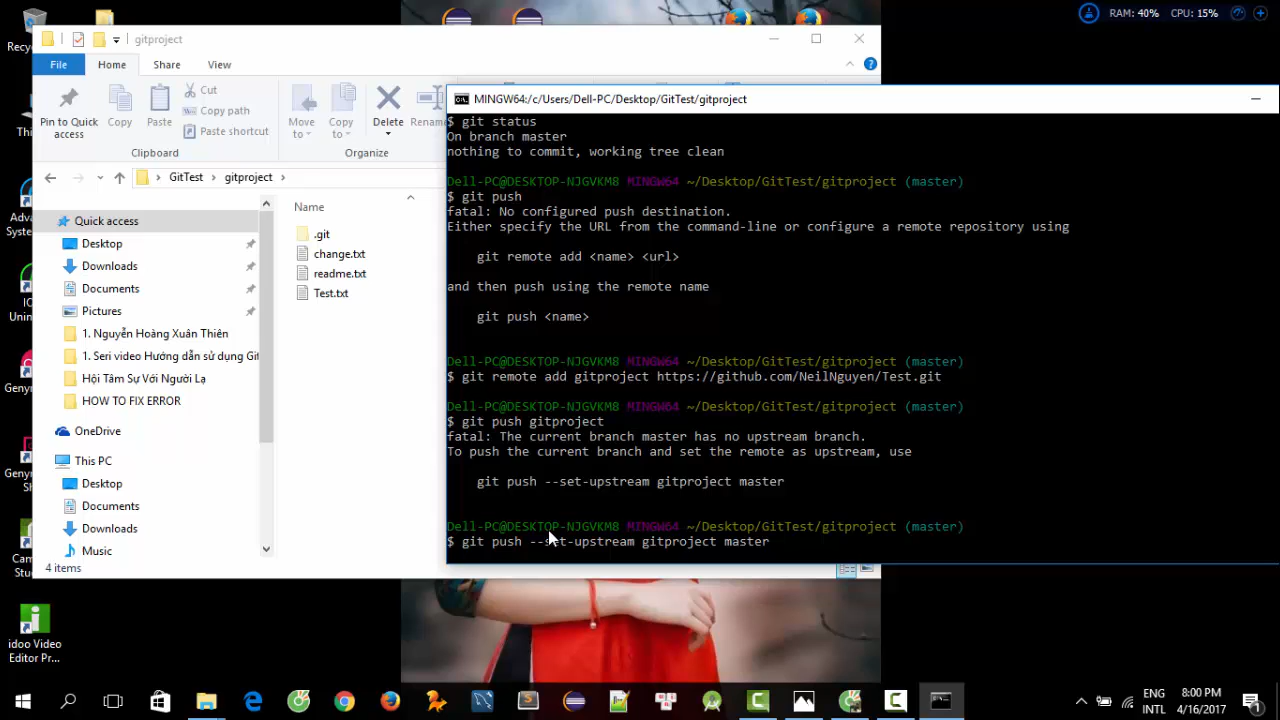 RAM: 40% CPU: 15%
gitproject
File Home Share View
Pin to Quick access
Copy
Paste
Cut
Copy path
Paste shortcut
Clipboard
Move to
Copy to
Delete
Rename
Organize
GitTest gitproject
Quick access
Desktop
Downloads
Documents
Pictures
1. Nguyễn Hoàng Xuân Thiên
1. Seri video Hướng dẫn sử dụng Git
Hội Tâm Sự Với Người Lạ
HOW TO FIX ERROR
OneDrive
This PC
Desktop
Documents
Downloads
Music
4 items
Name
.git
change.txt
readme.txt
Test.txt
MINGW64:/c/Users/Dell-PC/Desktop/GitTest/gitproject
$ git status
On branch master
nothing to commit, working tree clean
Dell-PC@DESKTOP-NJGVKM8 MINGW64 ~/Desktop/GitTest/gitproject (master)
$ git push
fatal: No configured push destination.
Either specify the URL from the command-line or configure a remote repository using
git remote add <name> <url>
and then push using the remote name
git push <name>
Dell-PC@DESKTOP-NJGVKM8 MINGW64 ~/Desktop/GitTest/gitproject (master)
$ git remote add gitproject https://github.com/NeilNguyen/Test.git
Dell-PC@DESKTOP-NJGVKM8 MINGW64 ~/Desktop/GitTest/gitproject (master)
$ git push gitproject
fatal: The current branch master has no upstream branch.
To push the current branch and set the remote as upstream, use
git push --set-upstream gitproject master
Dell-PC@DESKTOP-NJGVKM8 MINGW64 ~/Desktop/GitTest/gitproject (master)
$ git push --set-upstream gitproject master
idoo Video
Editor Pr...
ENG
INTL
8:00 PM
4/16/2017